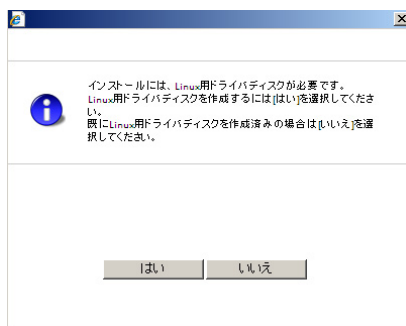 インストールには、Linux用ドライバディスクが必要です。
Linux用ドライバディスクを作成するには[はい]を選択してくださ
い。
既にLinux用ドライバディスクを作成済みの場合は[いいえ]を選
択してください。
はい
いいえ